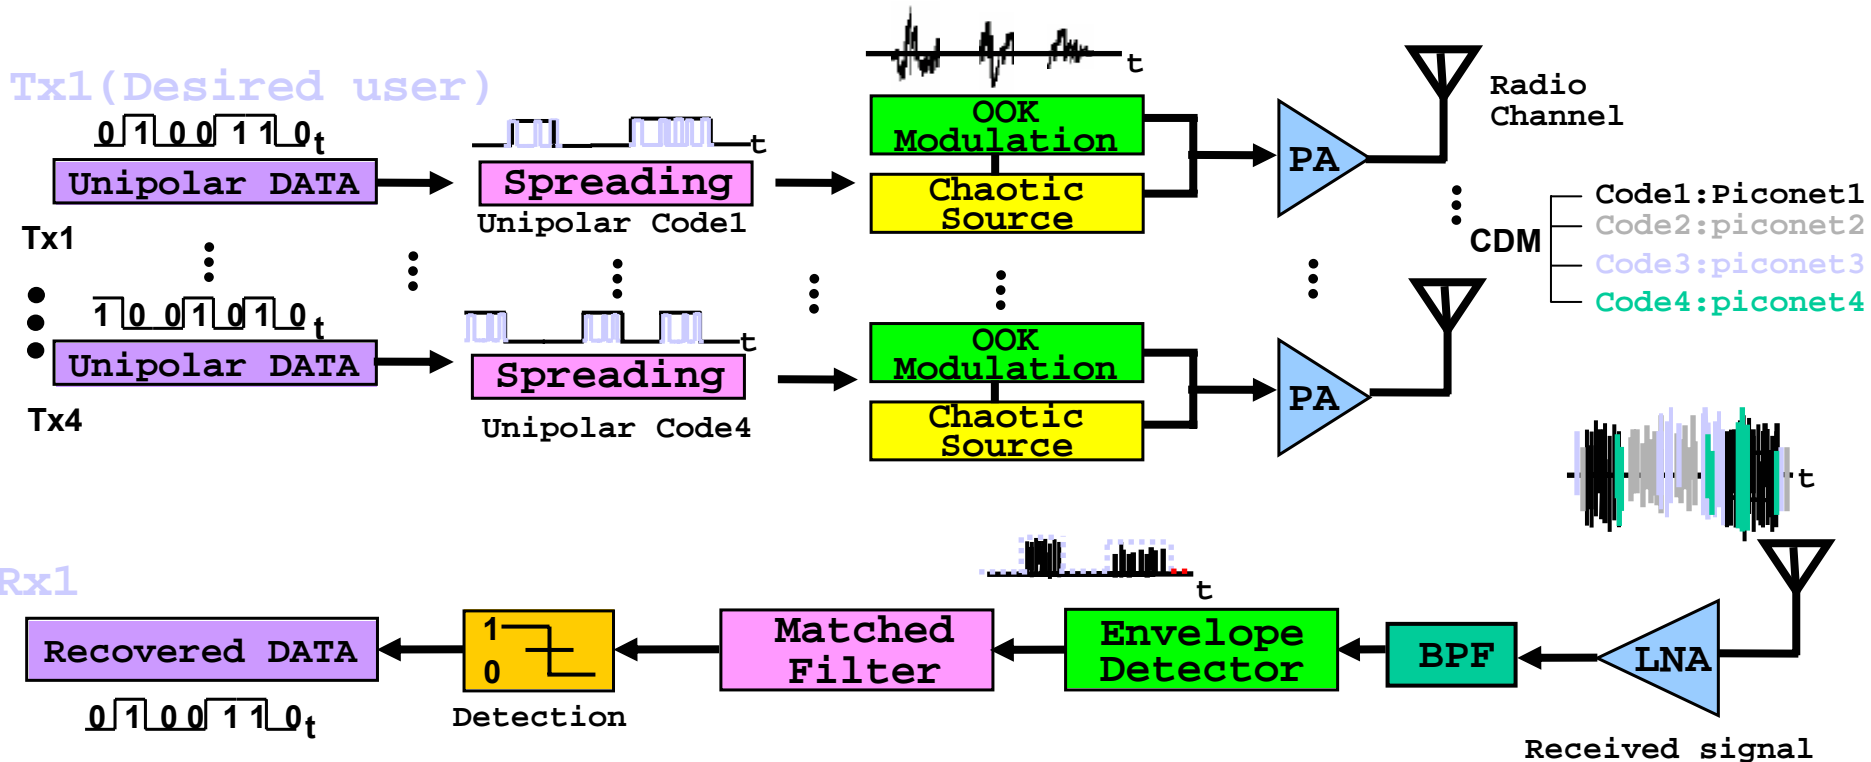 t
Tx1(Desired user)
Radio
Channel
0 1 0 0 1 1 0 t
t
OOK
Modulation
PA
Unipolar DATA
Spreading
Chaotic
Source
Unipolar Code1
Tx1
CDM
Code1:Piconet1
Code2:piconet2
Code3:piconet3
Code4:piconet4
1 0 0 1 0 1 0 t
t
OOK
Modulation
PA
Unipolar DATA
Spreading
Chaotic
Source
Tx4
Unipolar Code4
t
t
Rx1
Recovered DATA
1
0
Matched
Filter
Envelope
Detector
BPF
LNA
0 1 0 0 1 1 0 t
Detection
Received signal